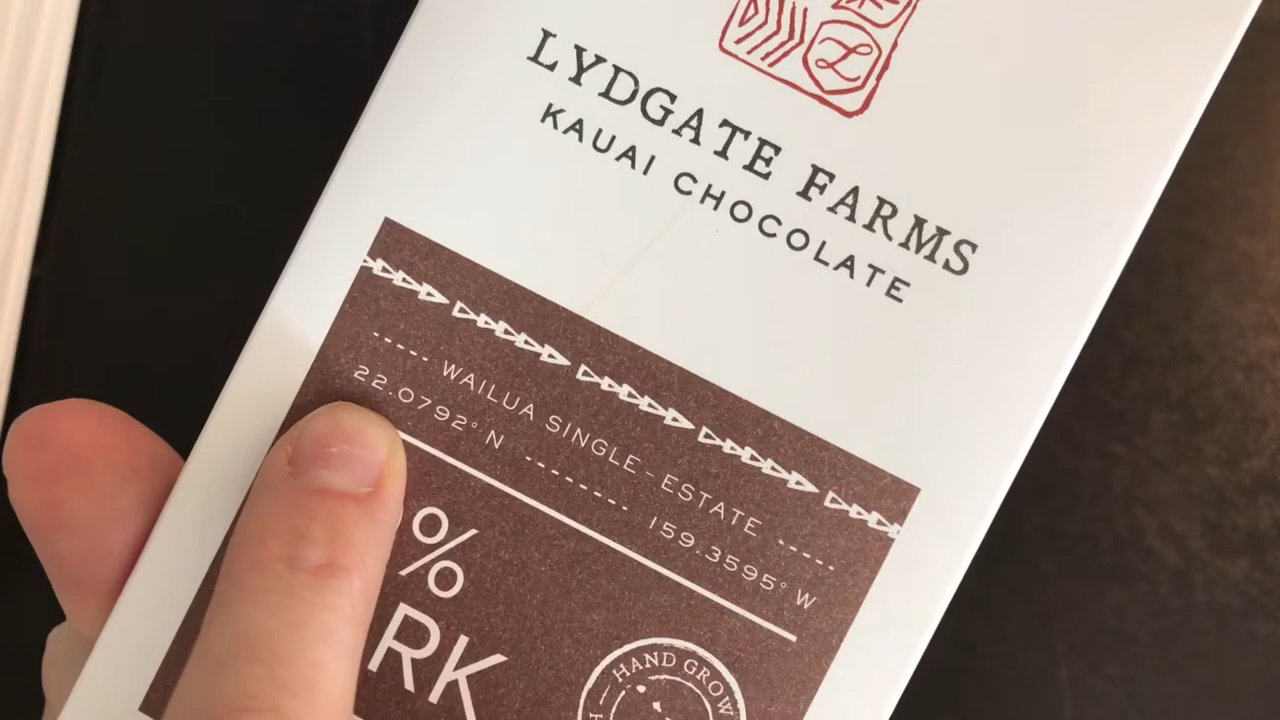 LYDGATE FARMS
KAUAI CHOCOLATE
WAILUA SINGLE-ESTATE
22.0792° N ------- 159.3595° W
%
RK
HAND GROW